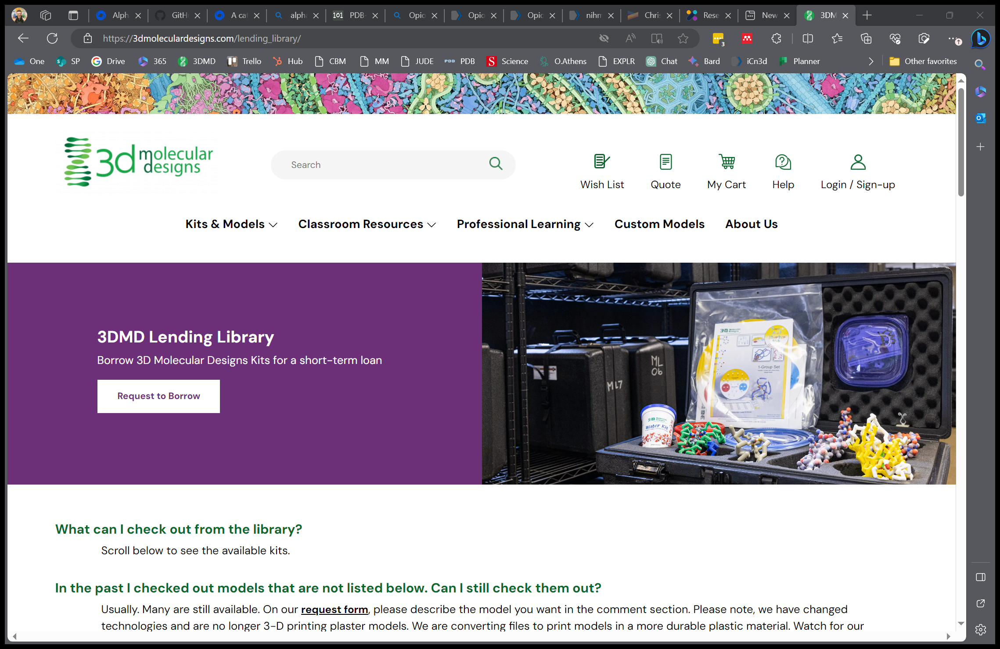 Alph
GitH
A cat
alpha
101 PDB-
Opio
Opio
Opio
nihm
Chris
Rese
New
3DM
https://3dmoleculardesigns.com/lending_library/
3
One
SP
Drive
365
3DMD
Trello
Hub
CBM
MM
JUDE
PDB PDB
S Science
O.Athens
EXPLR
Chat
Bard
iCn3d
Planner
Other favorites
3d molecular designs
Search
Wish List
Quote
My Cart
Help
Login / Sign-up
Kits & Models
Classroom Resources
Professional Learning
Custom Models
About Us
3DMD Lending Library
Borrow 3D Molecular Designs Kits for a short-term loan
Request to Borrow
ML
06
ML7
1-Group Set
Water Kit
What can I check out from the library?
Scroll below to see the available kits.
In the past I checked out models that are not listed below. Can I still check them out?
Usually. Many are still available. On our request form, please describe the model you want in the comment section. Please note, we have changed
technologies and are no longer 3-D printing plaster models. We are converting files to print models in a more durable plastic material. Watch for our